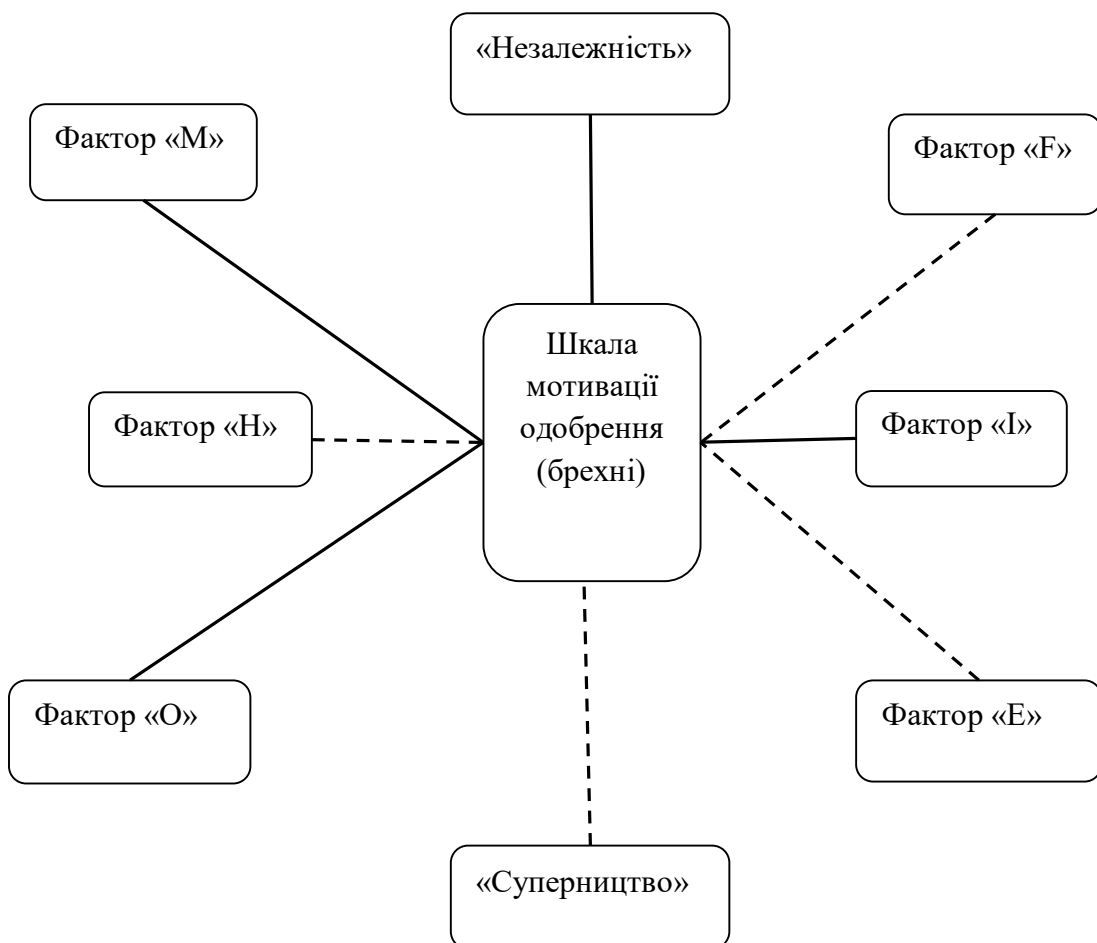 «Незалежність»
Фактор «M»
Фактор «F»
Шкала
мотивації
одобрення
(брехні)
Фактор «H»
Фактор «I»
Фактор «O»
Фактор «E»
«Суперництво»